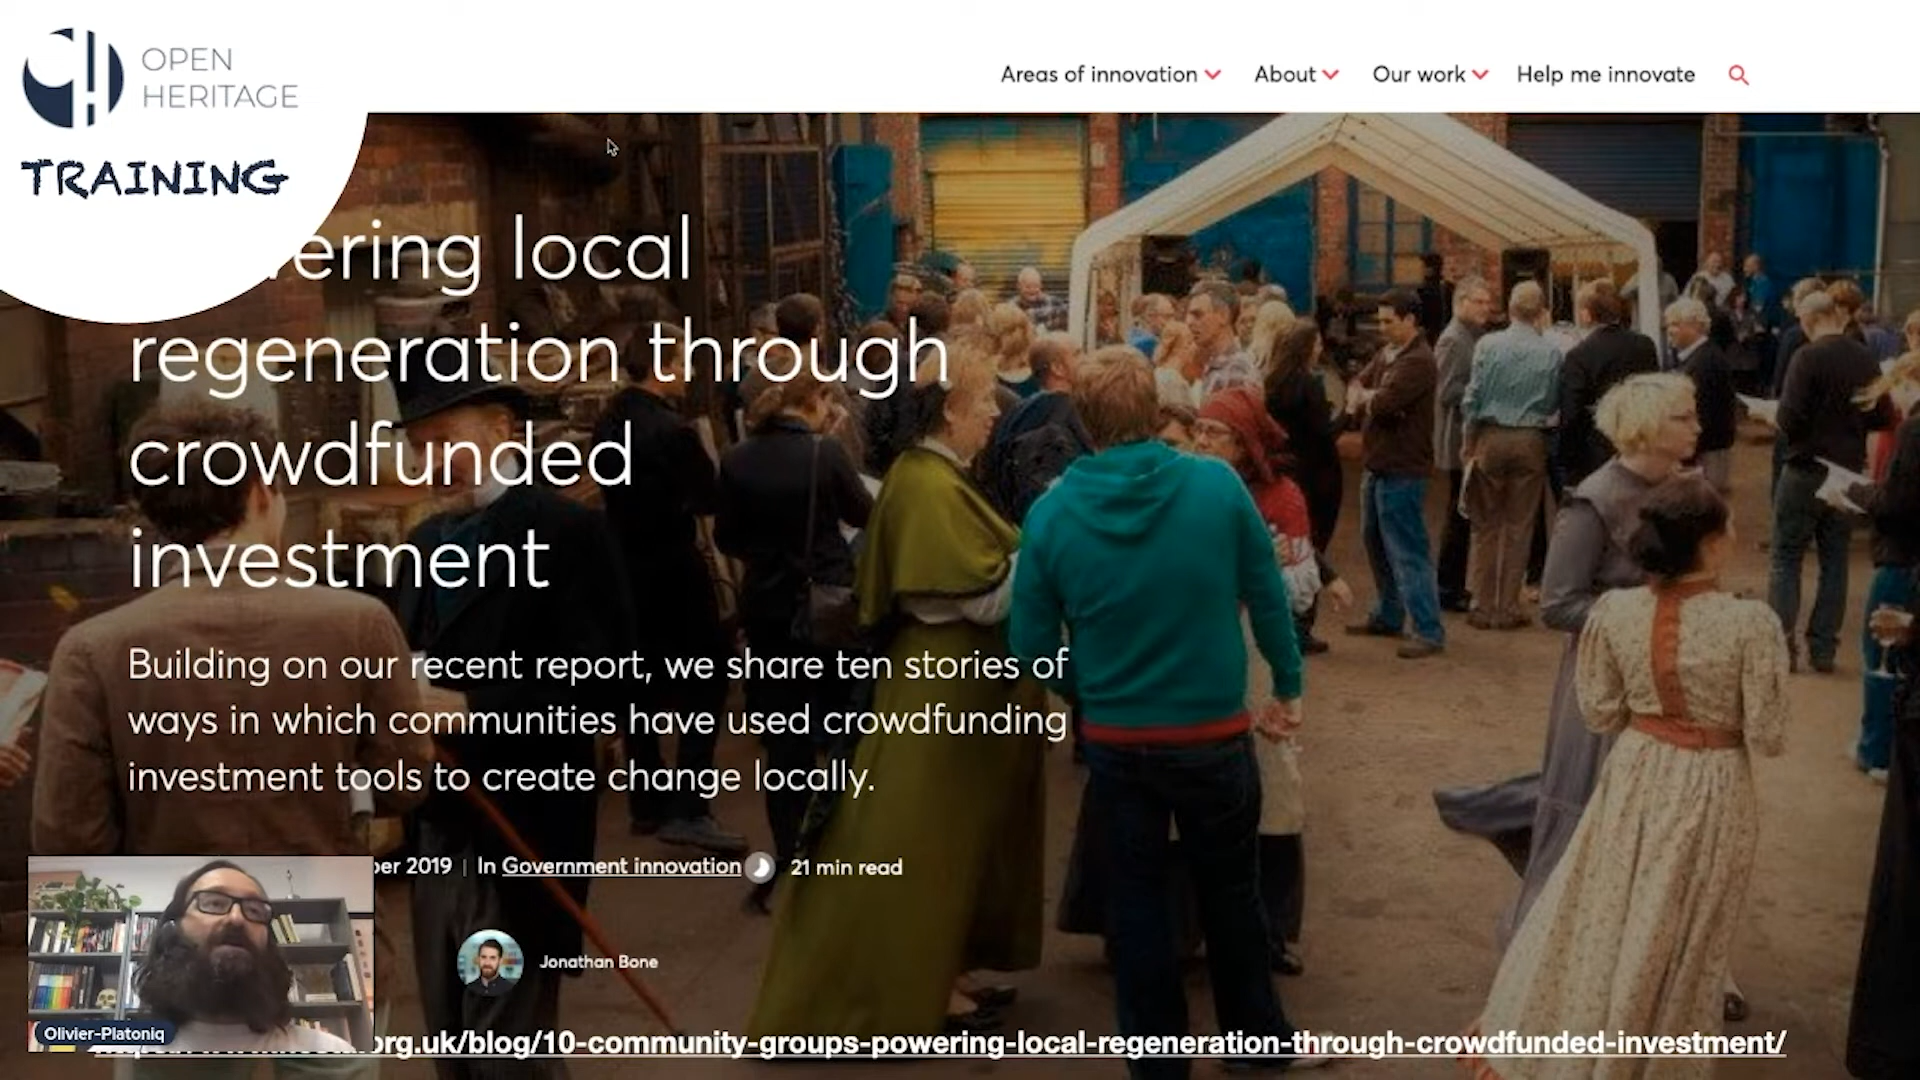 OPEN
HERITAGE
TRAINING
Areas of innovation
About
Our work
Help me innovate
ering local
regeneration through
crowdfunded
investment
Building on our recent report, we share ten stories of
ways in which communities have used crowdfunding
investment tools to create change locally.
ber 2019 | In Government innovation
21 min read
Jonathan Bone
Olivier-Platoniq
.org.uk/blog/10-community-groups-powering-local-regeneration-through-crowdfunded-investment/